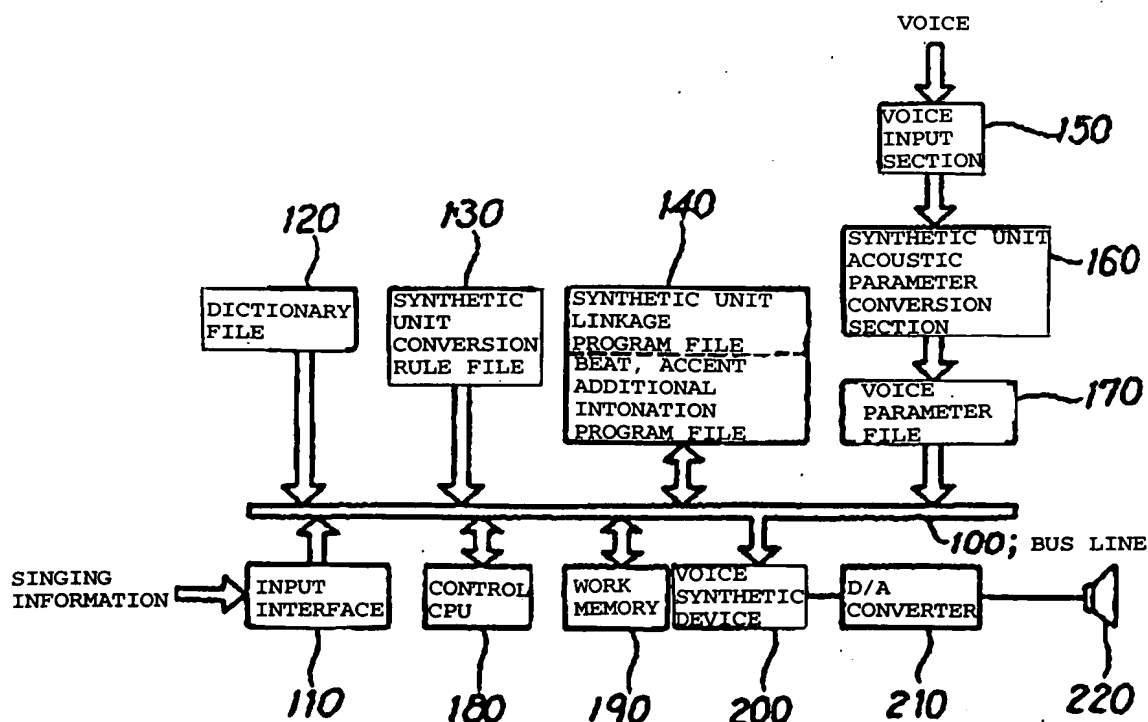 VOICE
VOICE
INPUT
SECTION
150
120
130
140
SYNTHETIC UNIT
ACOUSTIC
PARAMETER
CONVERSION
SECTION
160
DICTIONARY
FILE
SYNTHETIC
UNIT
CONVERSION
RULE FILE
SYNTHETIC UNIT
LINKAGE
PROGRAM FILE
BEAT, ACCENT
ADDITIONAL
INTONATION
PROGRAM FILE
VOICE
PARAMETER
FILE
170
100; BUS LINE
SINGING
INFORMATION
INPUT
INTERFACE
CONTROL
CPU
WORK
MEMORY
VOICE
SYNTHETIC
DEVICE
D/A
CONVERTER
110
180
190
200
210
220